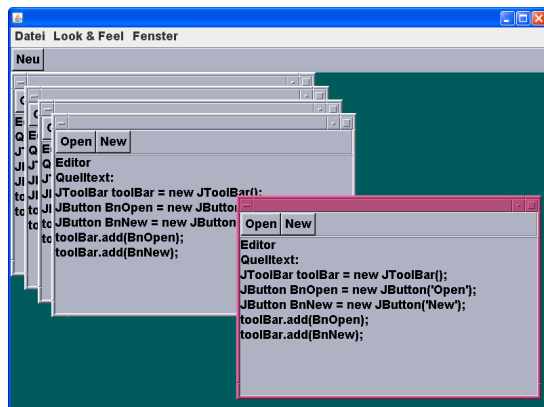 Datei Look & Feel Fenster
Neu
Open New
Editor
Quelltext:
JToolBar toolBar = new JToolBar();
JButton BnOpen = new JButton
JButton BnNew = new JButton
toolBar.add(BnOpen);
toolBar.add(BnNew);
Open New
Editor
Quelltext:
JToolBar toolBar = new JToolBar();
JButton BnOpen = new JButton('Open');
JButton BnNew = new JButton('New');
toolBar.add(BnOpen);
toolBar.add(BnNew);